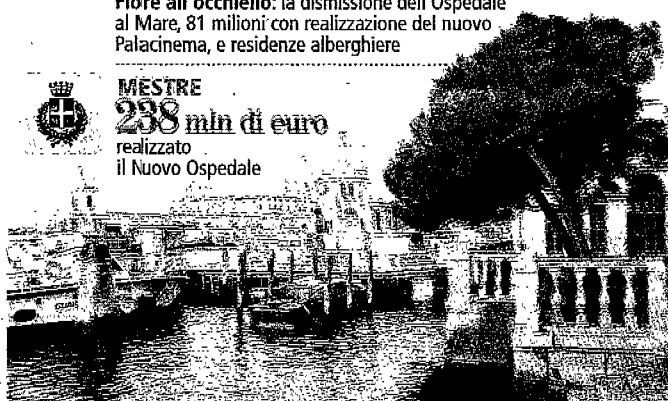 Fiore all'occhiello: la dismissione dell'Ospedale
al Mare, 81 milioni con realizzazione del nuovo
Palacinema, e residenze alberghiere
MESTRE
238 mln di euro
realizzato
il Nuovo Ospedale